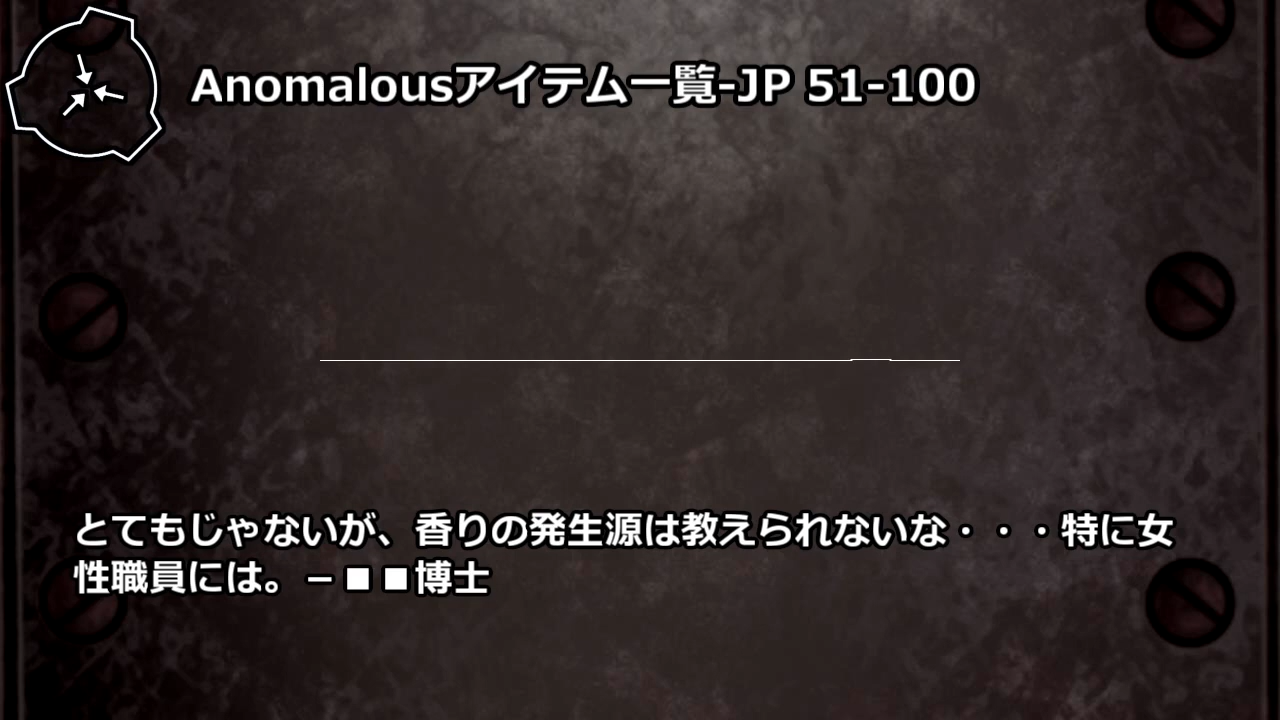 Anomalousアイテム一覧-JP 51-100
とてもじゃないが、香りの発生源は教えられないな・・・特に女
性職員には。 – ■ ■博士